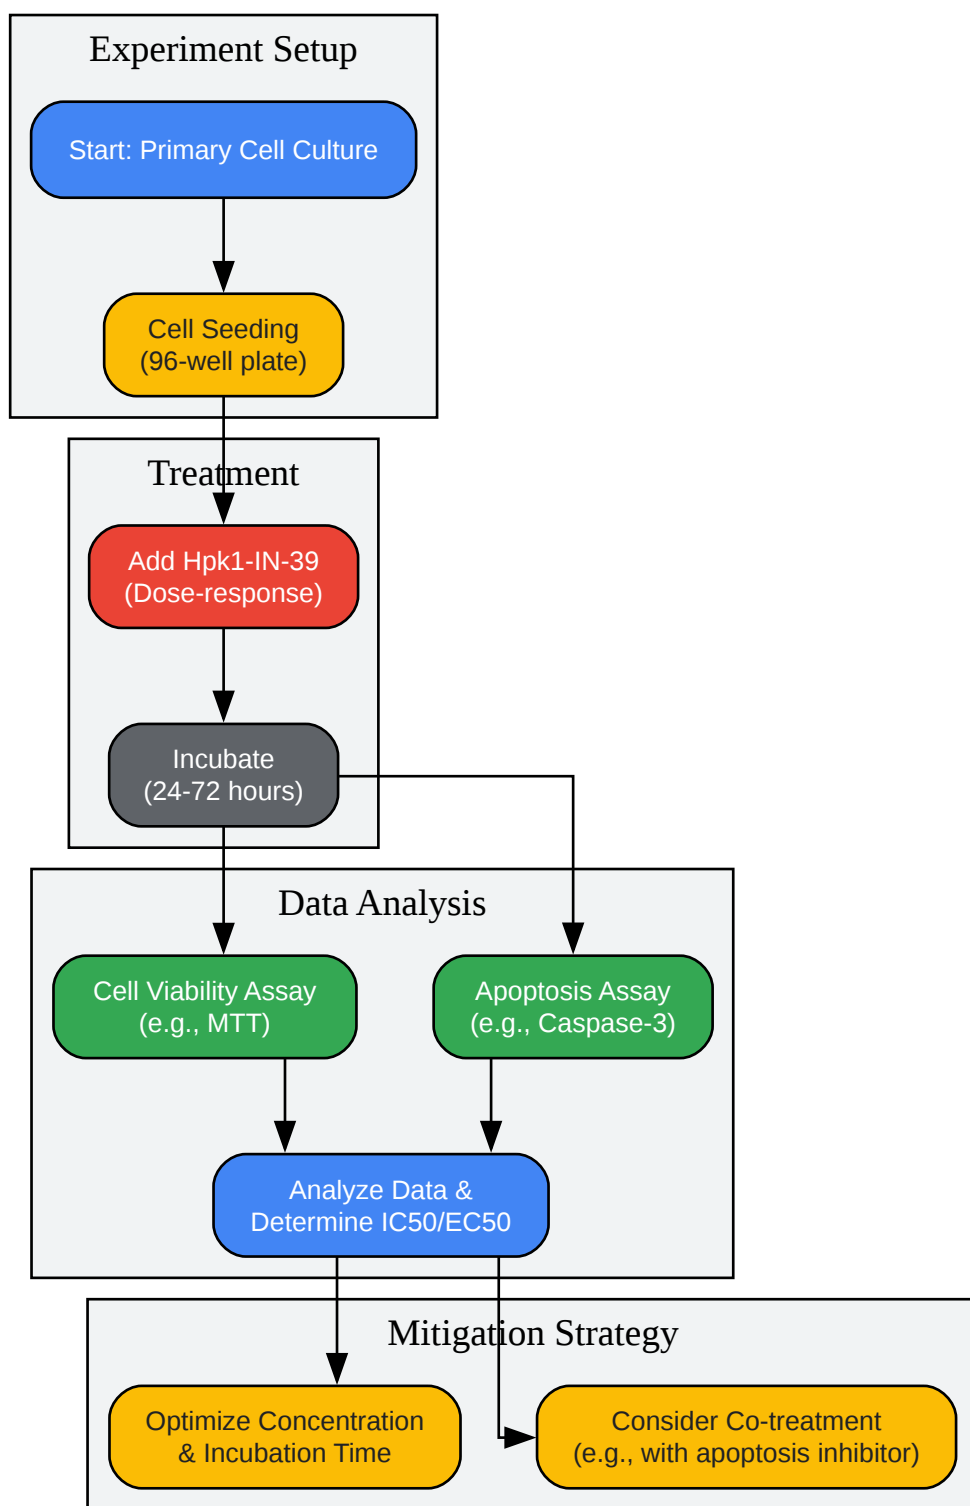 Experiment Setup
Start: Primary Cell Culture
Cell Seeding
(96-well plate)
Treatment
Add Hpk1-IN-39
(Dose-response)
Incubate
(24-72 hours)
Data Analysis
Cell Viability Assay
(e.g., MTT)
Apoptosis Assay
(e.g., Caspase-3)
Analyze Data &
Determine IC50/EC50
Mitigation Strategy
Optimize Concentration
& Incubation Time
Consider Co-treatment
(e.g., with apoptosis inhibitor)